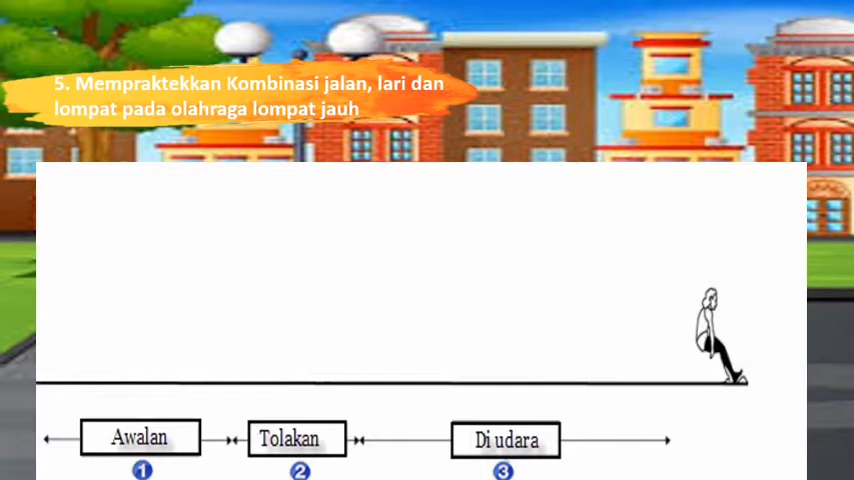 5. Mempraktekkan Kombinasi jalan, lari dan
lompat pada olahraga lompat jauh
Awalan
Tolakan
Di udara
1
2
3